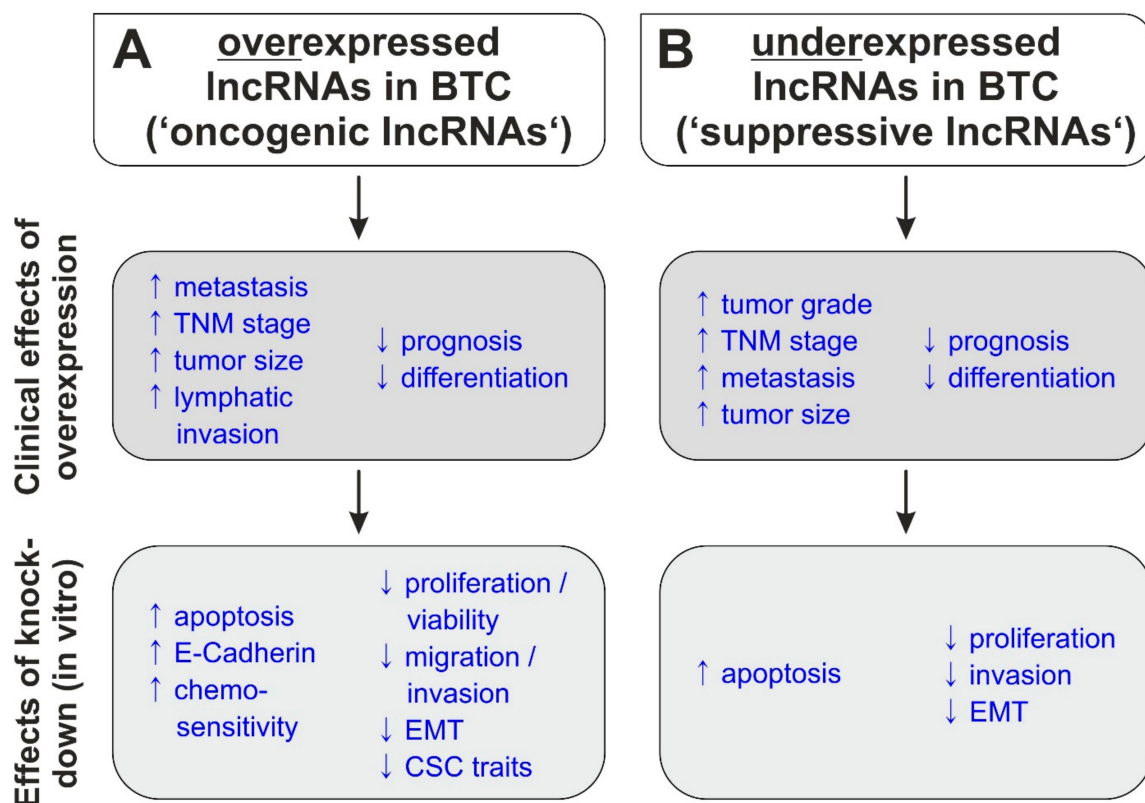 A overexpressed
lncRNAs in BTC
(‘oncogenic lncRNAs‘)
B underexpressed
lncRNAs in BTC
(‘suppressive lncRNAs‘)
Clinical effects of
overexpression
↑ metastasis
↑ TNM stage
↑ tumor size
↑ lymphatic
invasion
↓ prognosis
↓ differentiation
↑ tumor grade
↑ TNM stage
↑ metastasis
↑ tumor size
↓ prognosis
↓ differentiation
Effects of knock-
down (in vitro)
↑ apoptosis
↑ E-Cadherin
↑ chemo-
sensitivity
↓ proliferation /
viability
↓ migration /
invasion
↓ EMT
↓ CSC traits
↑ apoptosis
↓ proliferation
↓ invasion
↓ EMT